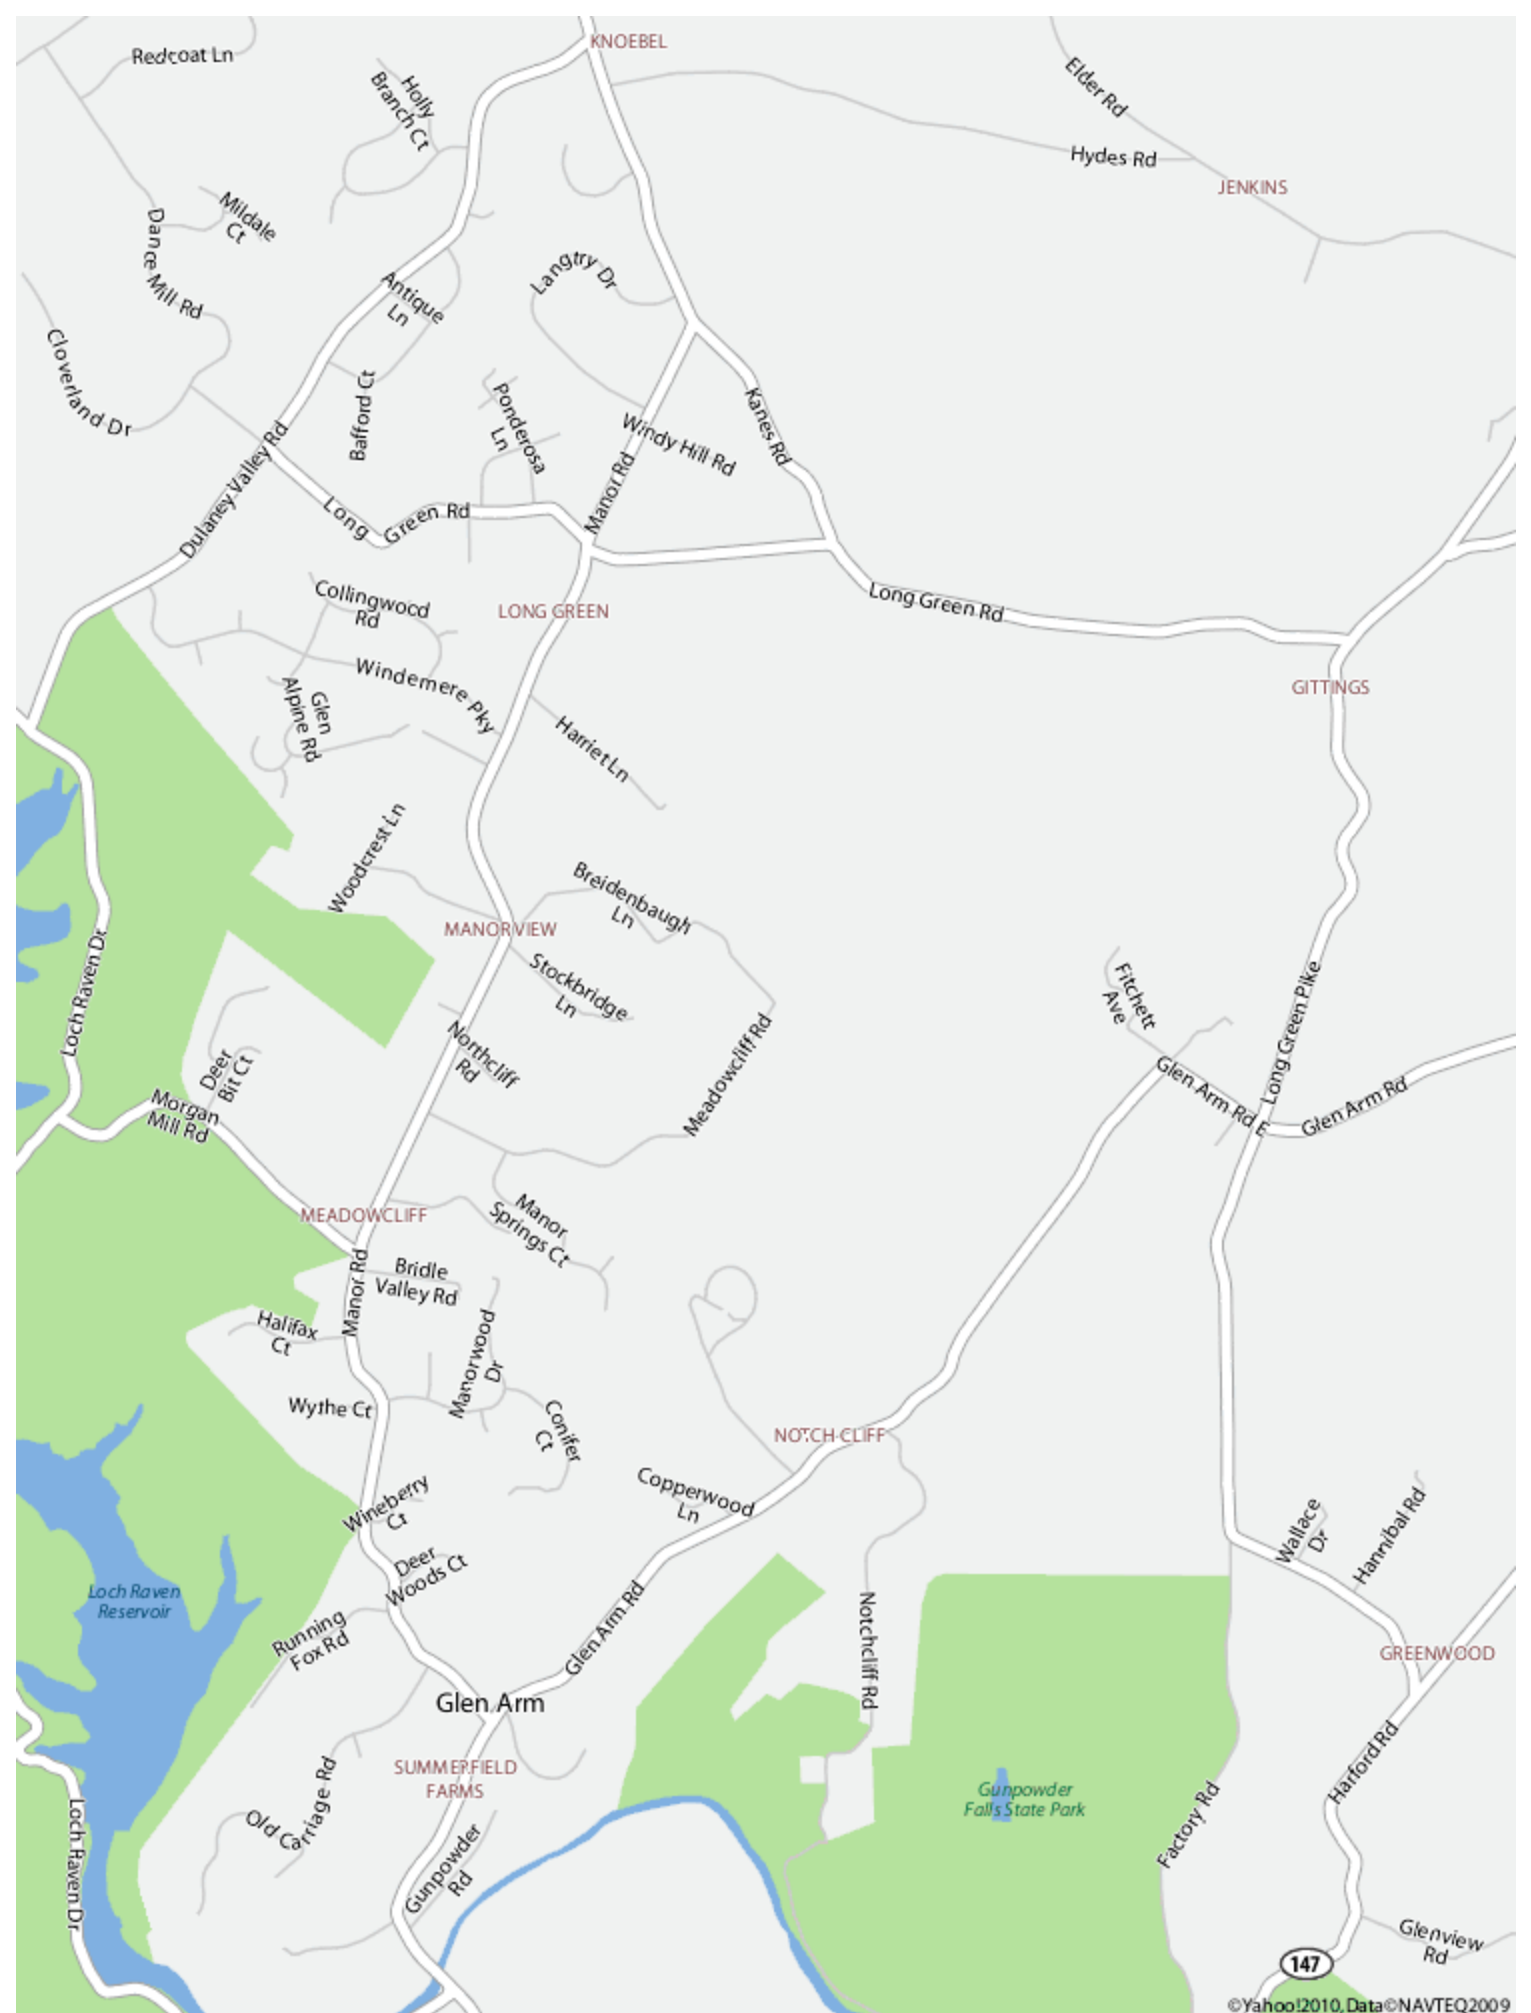 KNOEBEL
Redcoat Ln
Holly
Branch Ct
Elder Rd
Hydes Rd
JENKINS
Mildale
Ct
Dance Mill Rd
Langtry Dr
Antique
Ln
Cloverland Dr
Bafford Ct
Ponderosa
Ln
Windy Hill Rd
Kanes Rd
Dulaney Valley Rd
Manor Rd
Long
Green Rd
Collingwood
Rd
LONG GREEN
Long Green Rd
Windemere Pky
GITTINGS
Glen
Alpine Rd
Harriet Ln
Woodcrest Ln
Breidenbaugh
Ln
MANORVIEW
Loch Raven Dr
Stockbridge
Ln
Fitchett
Ave
Long Green Pike
Northcliff
Rd
Meadowcliff Rd
Deer
Bit Ct
Glen Arm Rd E
Glen Arm Rd
Morgan
Mill Rd
MEADOWCLIFF
Manor
Springs Ct
Manor Rd
Bridle
Valley Rd
Halifax
Ct
Manorwood
Dr
Wythe Ct
Conifer
Ct
NOTCH CLIFF
Copperwood
Ln
Wineberry
Ct
Wallace
Dr
Hannibal Rd
Deer
Woods Ct
Loch Raven
Reservoir
Glen Arm Rd
Notchcliff Rd
Running
Fox Rd
GREENWOOD
Glen Arm
SUMMERFIELD
FARMS
Harford Rd
Gunpowder
Falls State Park
Old Carriage Rd
Factory Rd
Loch Raven Dr
Gunpowder
Rd
Glenview
Rd
147
©Yahoo!2010, Data©NAVTEQ2009